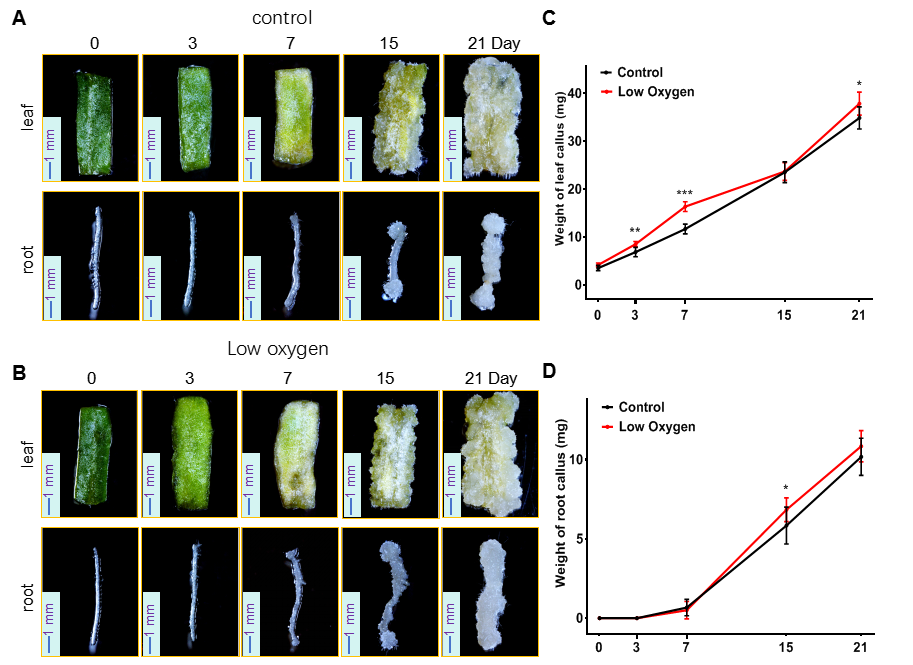 A
control
0 3 7 15 21 Day
leaf
1 mm 1 mm 1 mm 1 mm 1 mm
root
1 mm 1 mm 1 mm 1 mm 1 mm
Low oxygen
B
0 3 7 15 21 Day
leaf
1 mm 1 mm 1 mm 1 mm 1 mm
root
1 mm 1 mm 1 mm 1 mm 1 mm
C
Control
Low Oxygen
Weight of leaf callus (mg)
40
30
20
10
0
**
***
*
0 3 7 15 21
D
Control
Low Oxygen
Weight of root callus (mg)
10
5
0
*
0 3 7 15 21